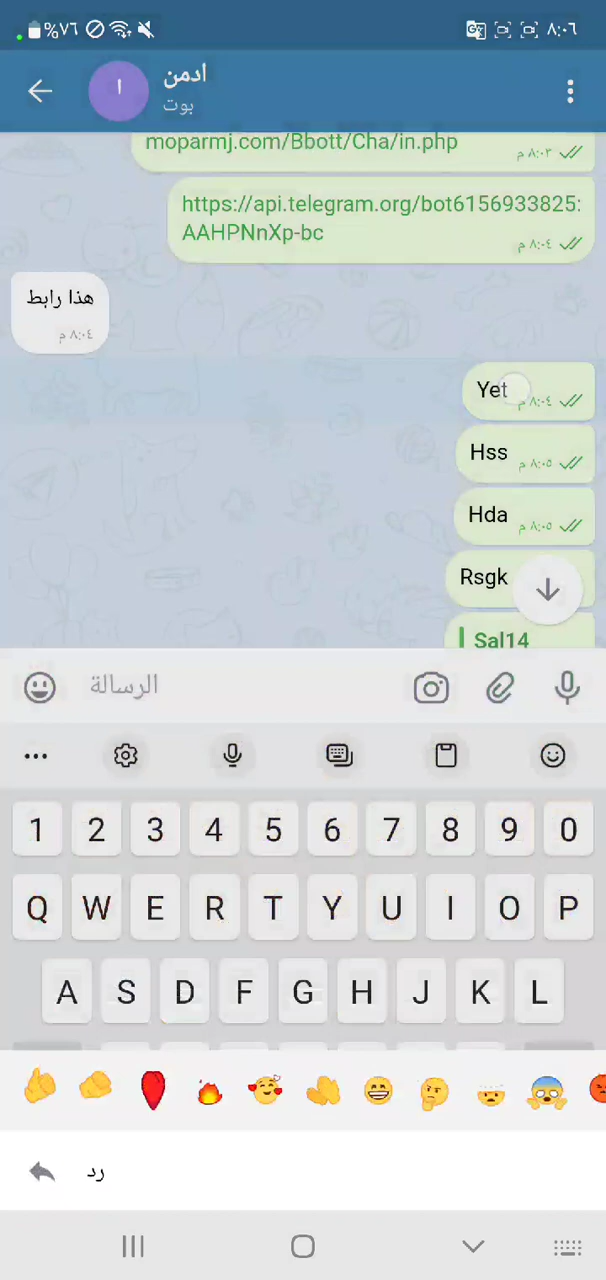 %٧٦ ٨:٠٦
ادمن
ا
بوت
moparmj.com/Bbott/Cha/in.php
٨:٠٣ م
https://api.telegram.org/bot6156933825:
AAHPNnXp-bc
٨:٠٤ م
هذا رابط
٨:٠٤ م
Yet
٨:٠٤ م
Hss
٨:٠٥ م
Hda
٨:٠٥ م
Rsgk
Sal14
الرسالة
1 2 3 4 5 6 7 8 9 0
Q W E R T Y U I O P
A S D F G H J K L
رد